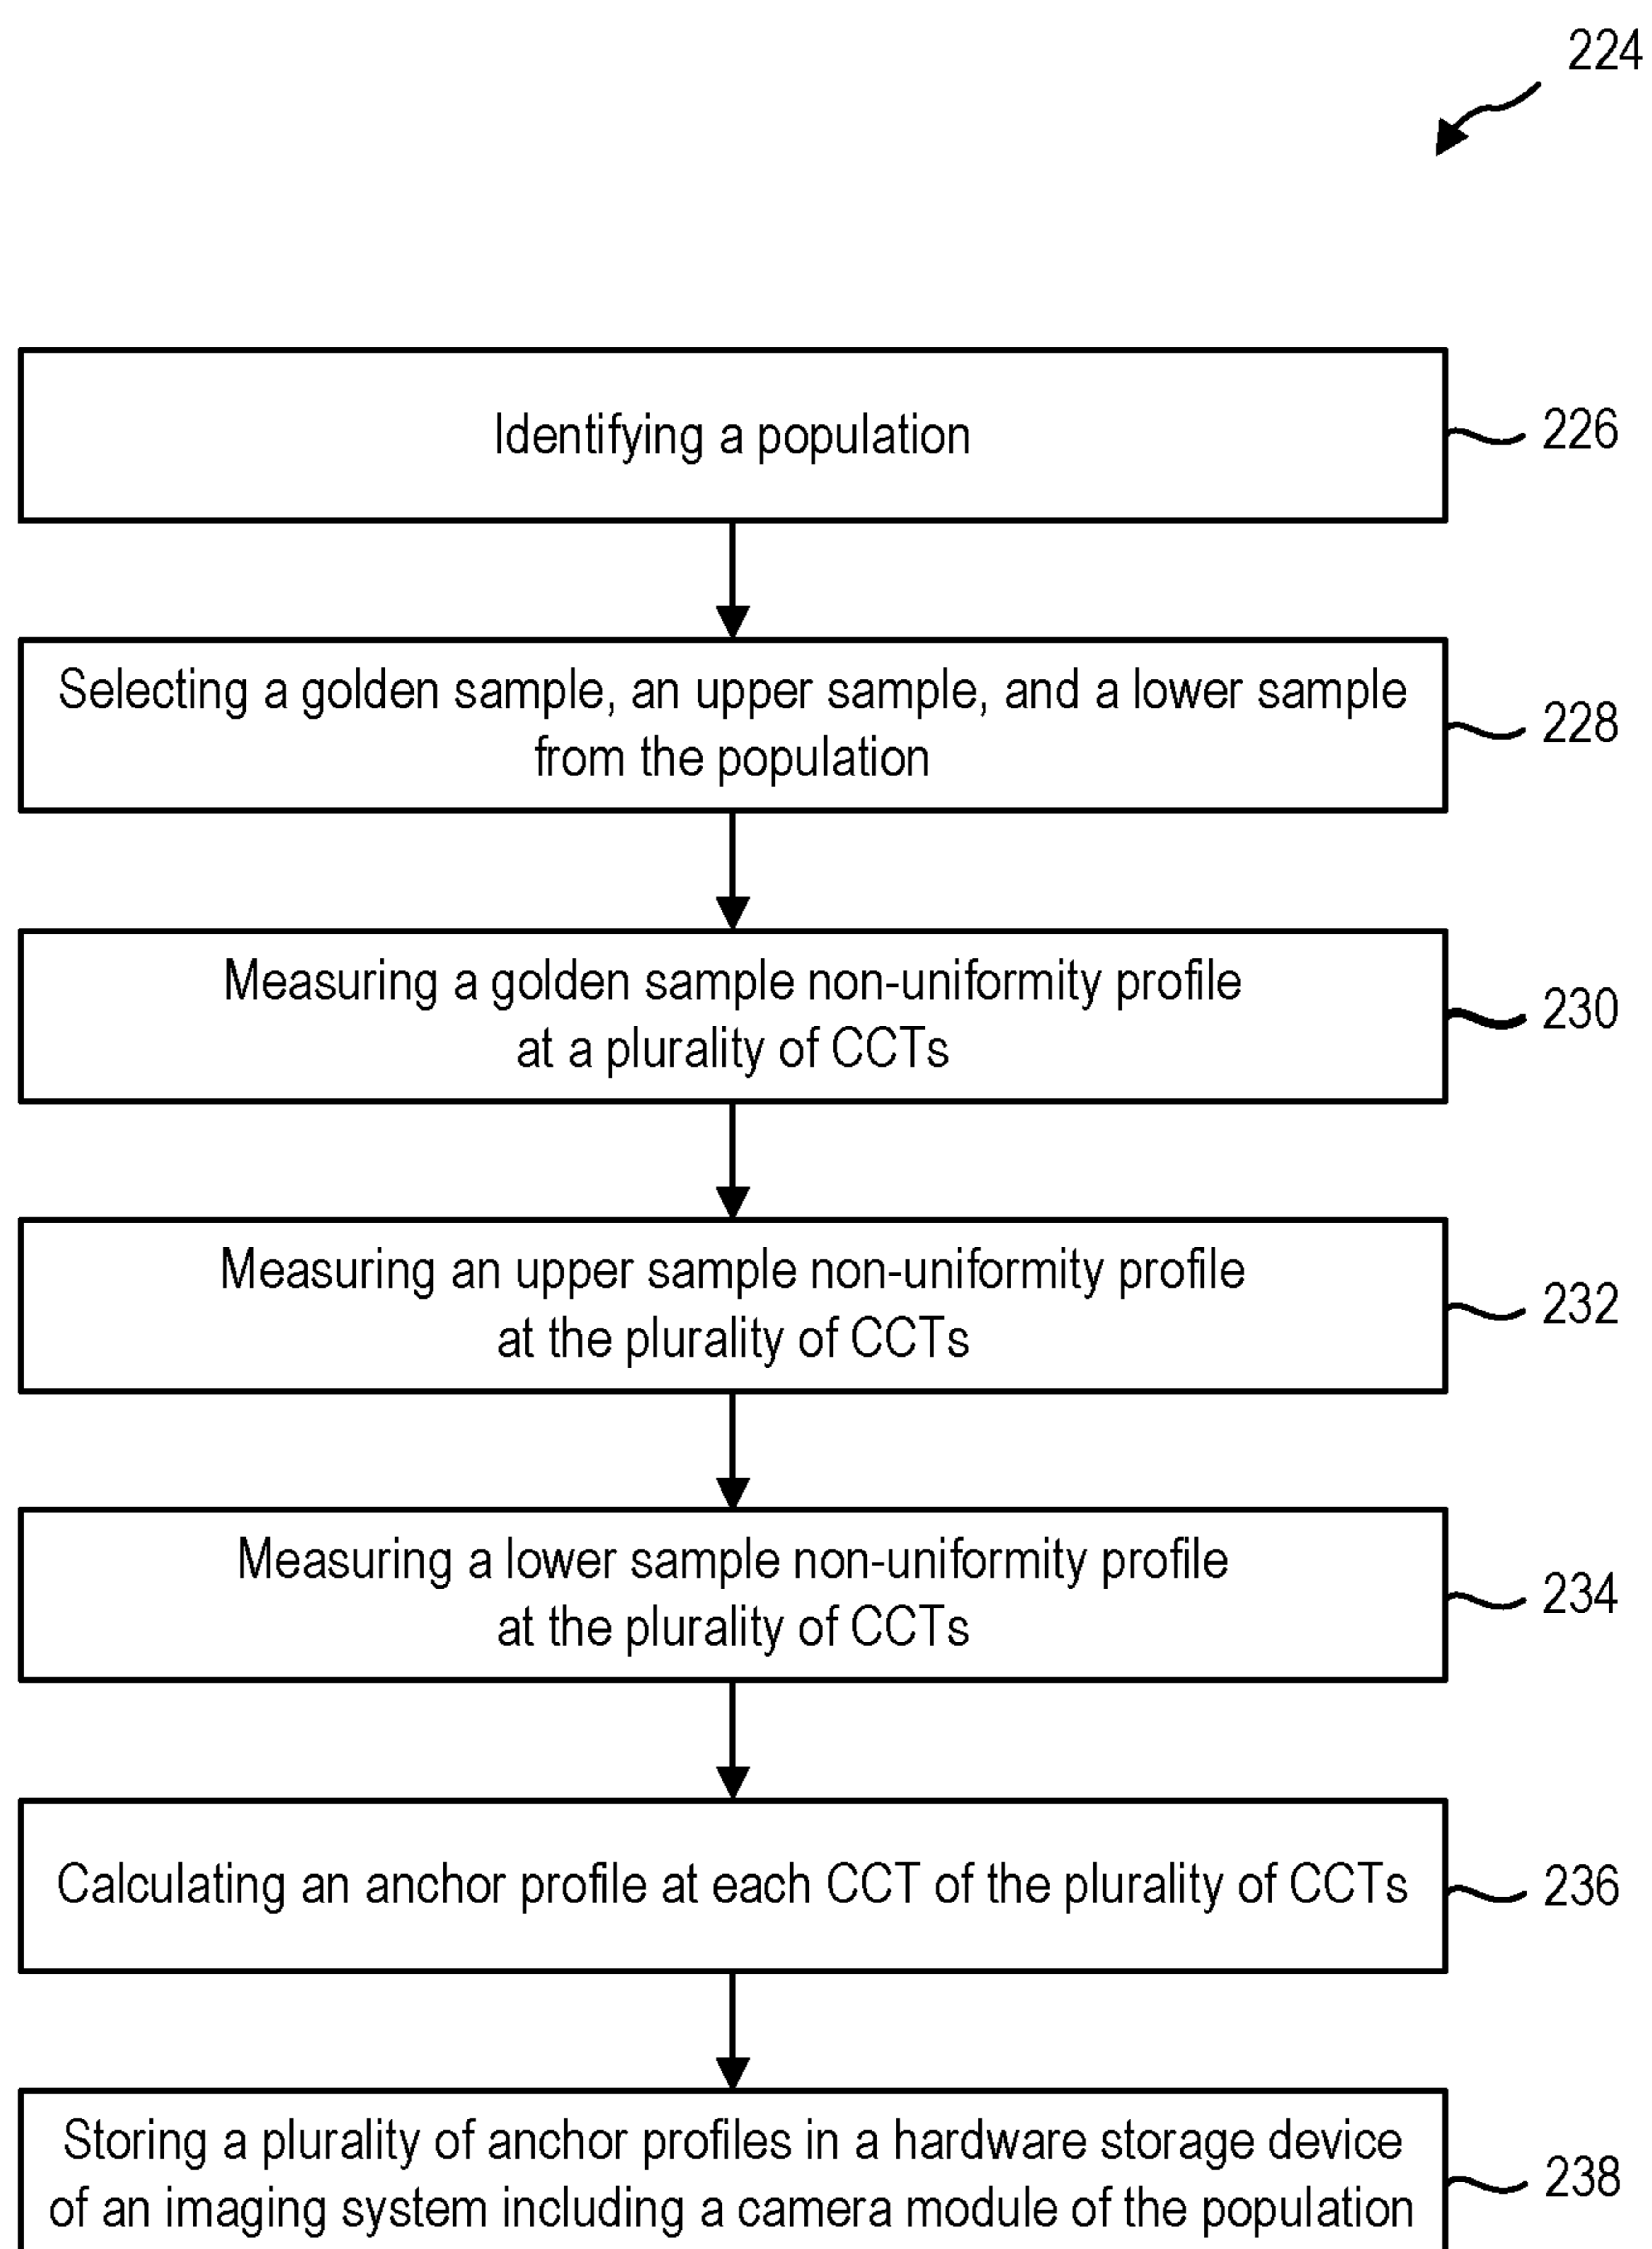 224
Identifying a population
226
Selecting a golden sample, an upper sample, and a lower sample
from the population
228
Measuring a golden sample non-uniformity profile
at a plurality of CCTs
230
Measuring an upper sample non-uniformity profile
at the plurality of CCTs
232
Measuring a lower sample non-uniformity profile
at the plurality of CCTs
234
Calculating an anchor profile at each CCT of the plurality of CCTs
236
Storing a plurality of anchor profiles in a hardware storage device
of an imaging system including a camera module of the population
238